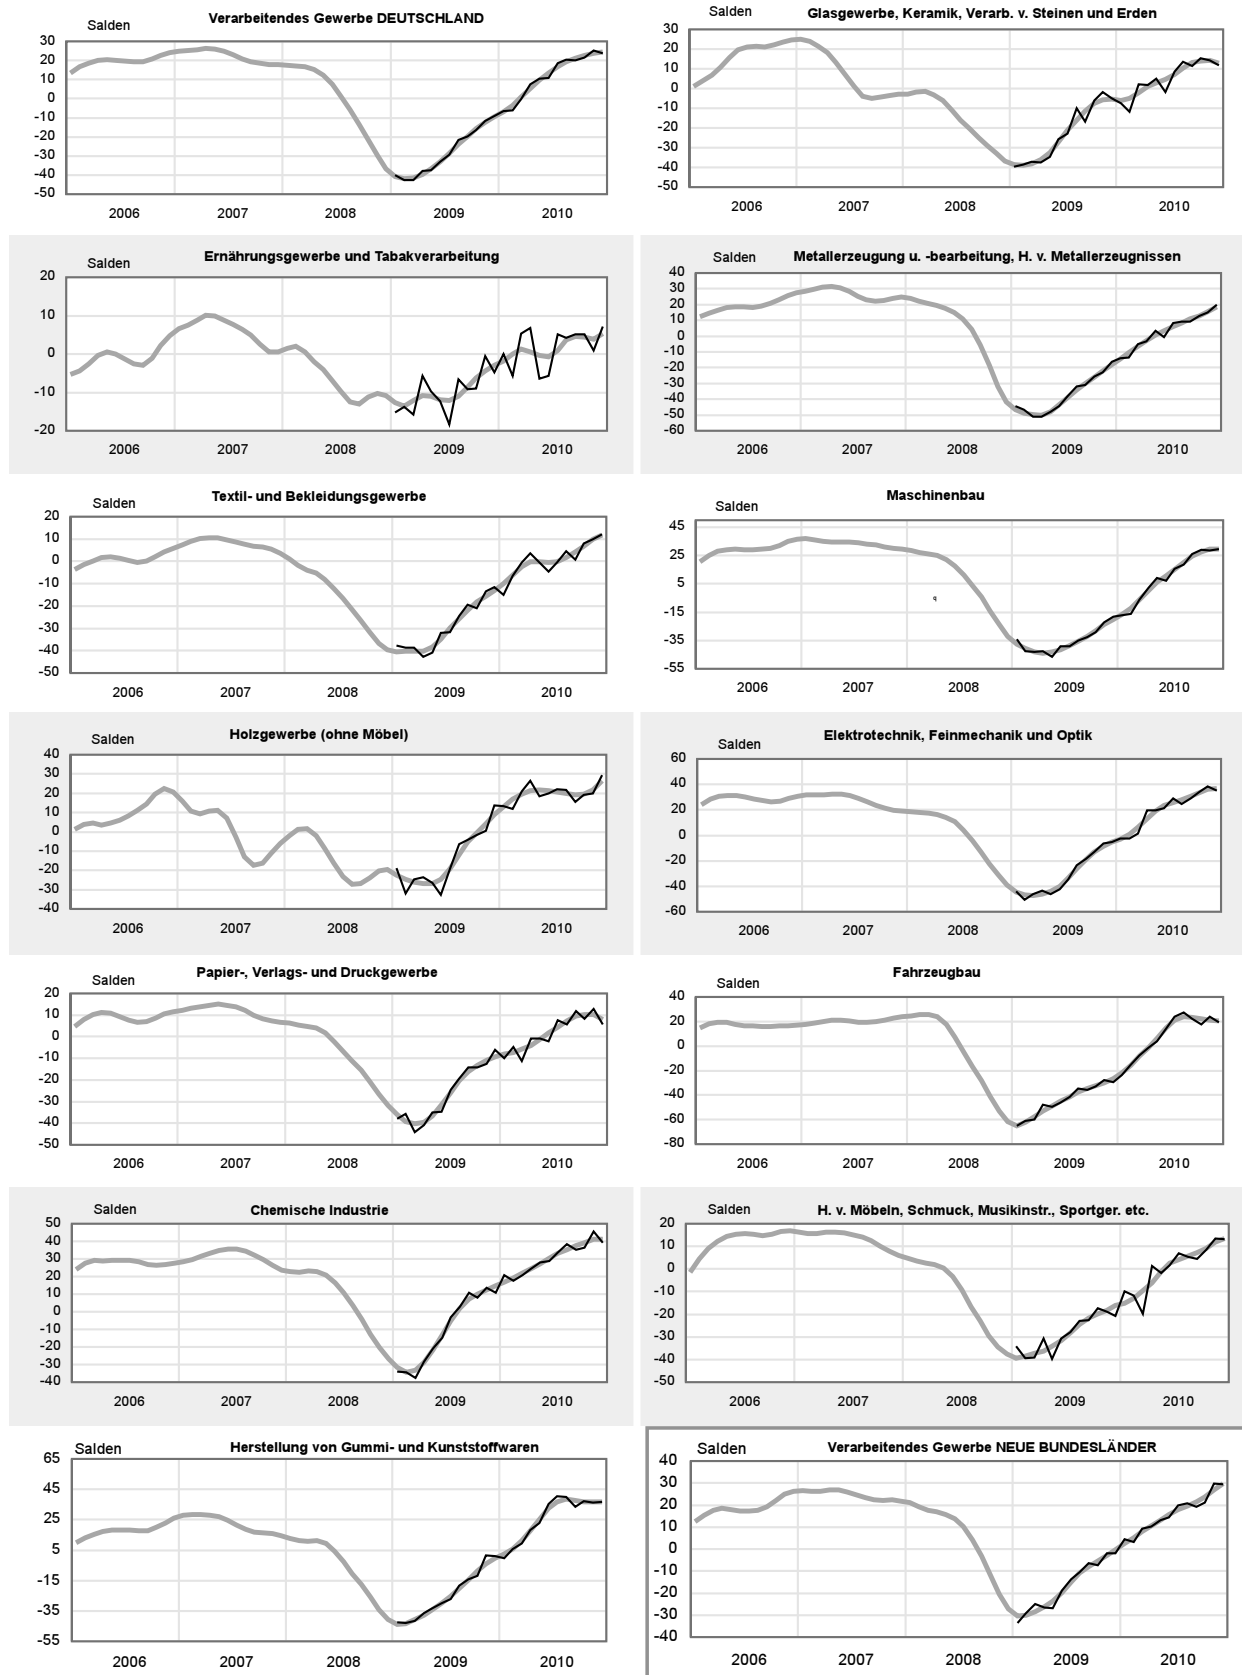 Verarbeitendes Gewerbe DEUTSCHLAND
Salden
30
20
10
0
-10
-20
-30
-40
-50
2006 2007 2008 2009 2010
Glasgewerbe, Keramik, Verarb. v. Steinen und Erden
Salden
30
20
10
0
-10
-20
-30
-40
-50
2006 2007 2008 2009 2010
Ernährungsgewerbe und Tabakverarbeitung
Salden
20
10
0
-10
-20
2006 2007 2008 2009 2010
Metallerzeugung u. -bearbeitung, H. v. Metallerzeugnissen
Salden
40
30
20
10
0
-10
-20
-30
-40
-50
-60
2006 2007 2008 2009 2010
Textil- und Bekleidungsgewerbe
Salden
20
10
0
-10
-20
-30
-40
-50
2006 2007 2008 2009 2010
Maschinenbau
Salden
45
25
5
-15
-35
-55
q
2006 2007 2008 2009 2010
Holzgewerbe (ohne Möbel)
Salden
40
30
20
10
0
-10
-20
-30
-40
2006 2007 2008 2009 2010
Elektrotechnik, Feinmechanik und Optik
Salden
60
40
20
0
-20
-40
-60
2006 2007 2008 2009 2010
Papier-, Verlags- und Druckgewerbe
Salden
20
10
0
-10
-20
-30
-40
-50
2006 2007 2008 2009 2010
Fahrzeugbau
Salden
40
20
0
-20
-40
-60
-80
2006 2007 2008 2009 2010
Chemische Industrie
Salden
50
40
30
20
10
0
-10
-20
-30
-40
2006 2007 2008 2009 2010
H. v. Möbeln, Schmuck, Musikinstr., Sportger. etc.
Salden
20
10
0
-10
-20
-30
-40
-50
2006 2007 2008 2009 2010
Herstellung von Gummi- und Kunststoffwaren
Salden
65
45
25
5
-15
-35
-55
2006 2007 2008 2009 2010
Verarbeitendes Gewerbe NEUE BUNDESLÄNDER
Salden
40
30
20
10
0
-10
-20
-30
-40
2006 2007 2008 2009 2010